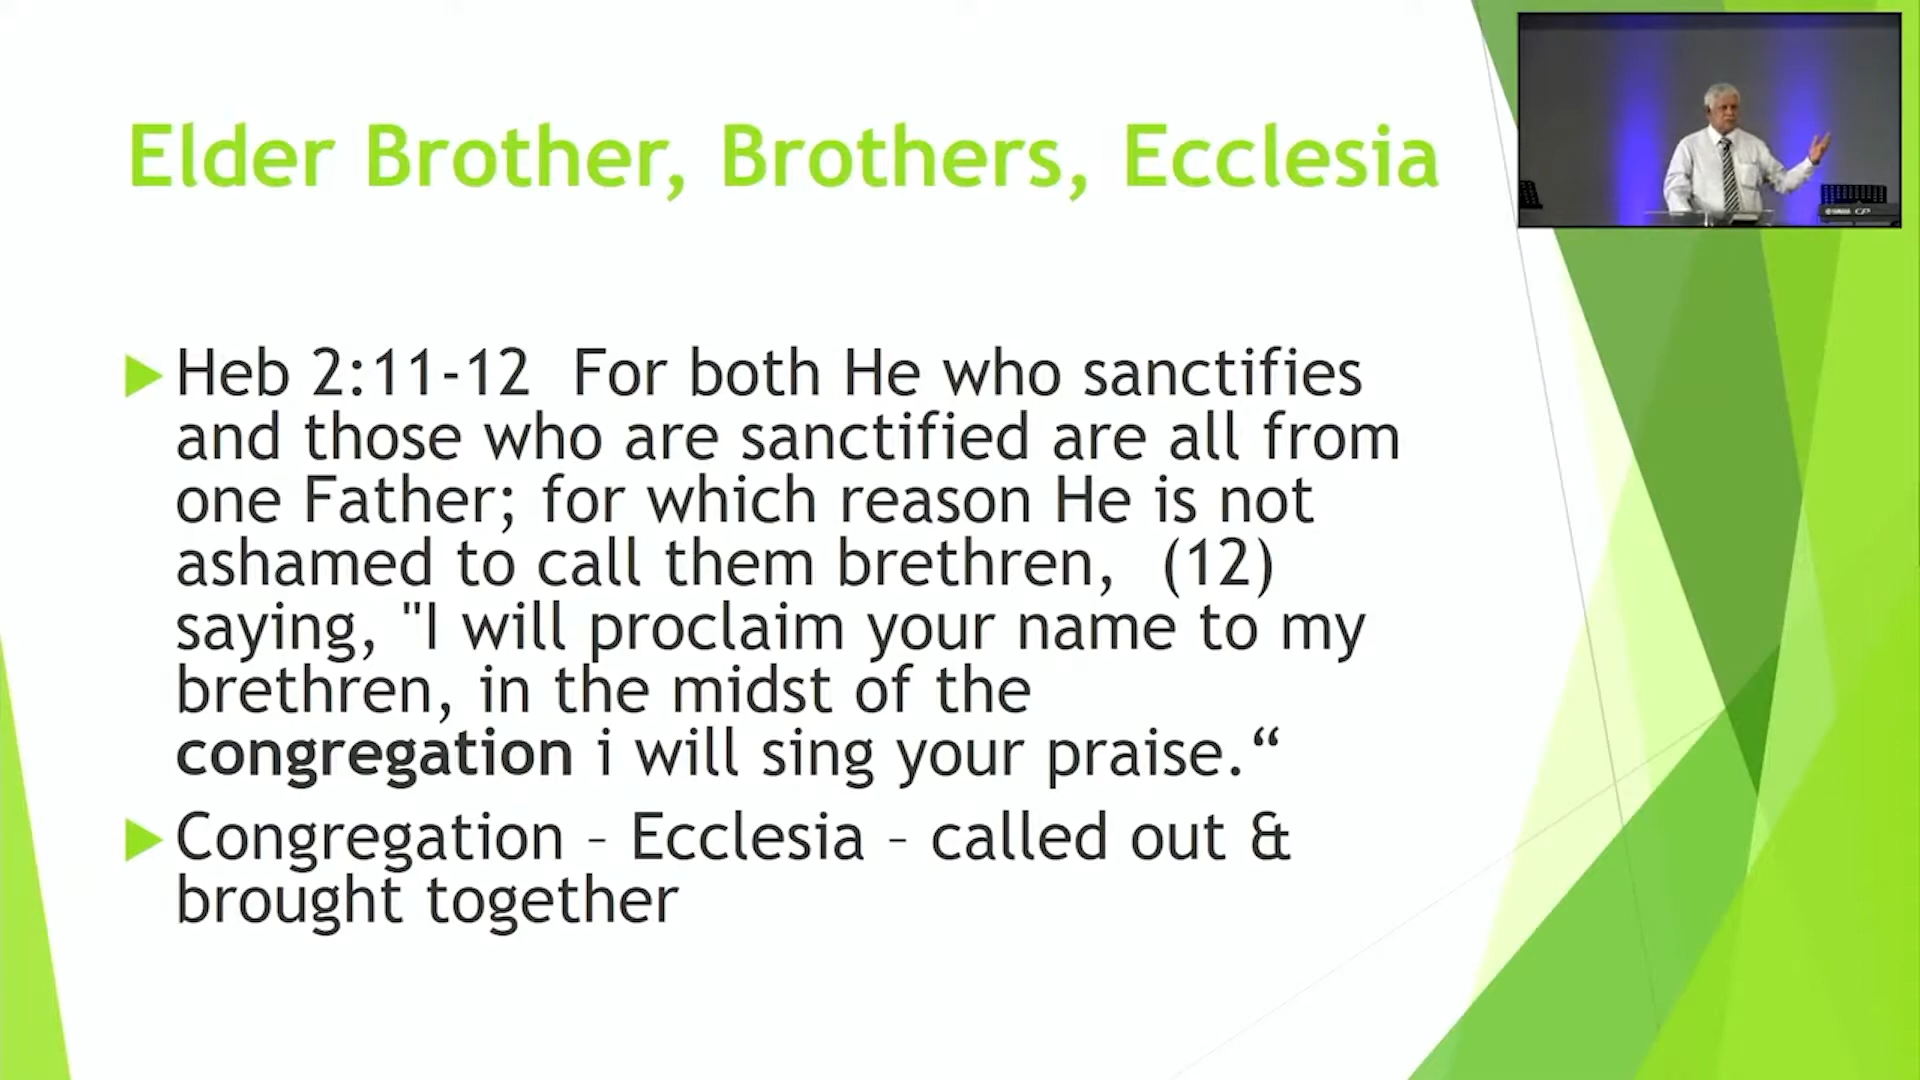 Elder Brother, Brothers, Ecclesia
Heb 2:11-12 For both He who sanctifies
and those who are sanctified are all from
one Father; for which reason He is not
ashamed to call them brethren, (12)
saying, "I will proclaim your name to my
brethren, in the midst of the
congregation i will sing your praise.“
Congregation – Ecclesia – called out &
brought together
YAMAHA CP